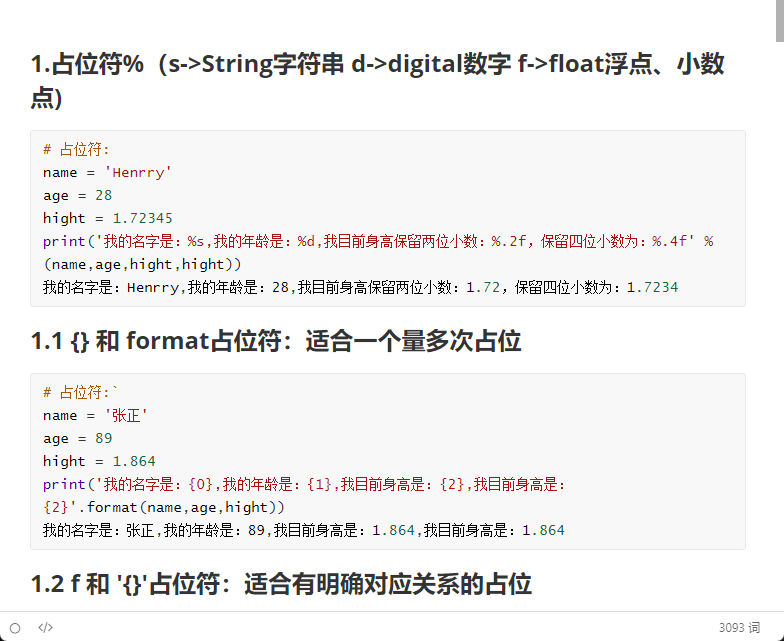 1.占位符%（s->String字符串 d->digital数字 f->float浮点、小数
点)
# 占位符:
name = 'Henrry'
age = 28
hight = 1.72345
print('我的名字是：%s,我的年龄是：%d,我目前身高保留两位小数：%.2f，保留四位小数为：%.4f' %
(name,age,hight,hight))
我的名字是：Henrry,我的年龄是：28,我目前身高保留两位小数：1.72，保留四位小数为：1.7234
1.1 {} 和 format占位符：适合一个量多次占位
# 占位符:`
name = '张正'
age = 89
hight = 1.864
print('我的名字是：{0},我的年龄是：{1},我目前身高是：{2},我目前身高是：
{2}'.format(name,age,hight))
我的名字是：张正,我的年龄是：89,我目前身高是：1.864,我目前身高是：1.864
1.2 f 和 '{}'占位符：适合有明确对应关系的占位
</> 3093 词